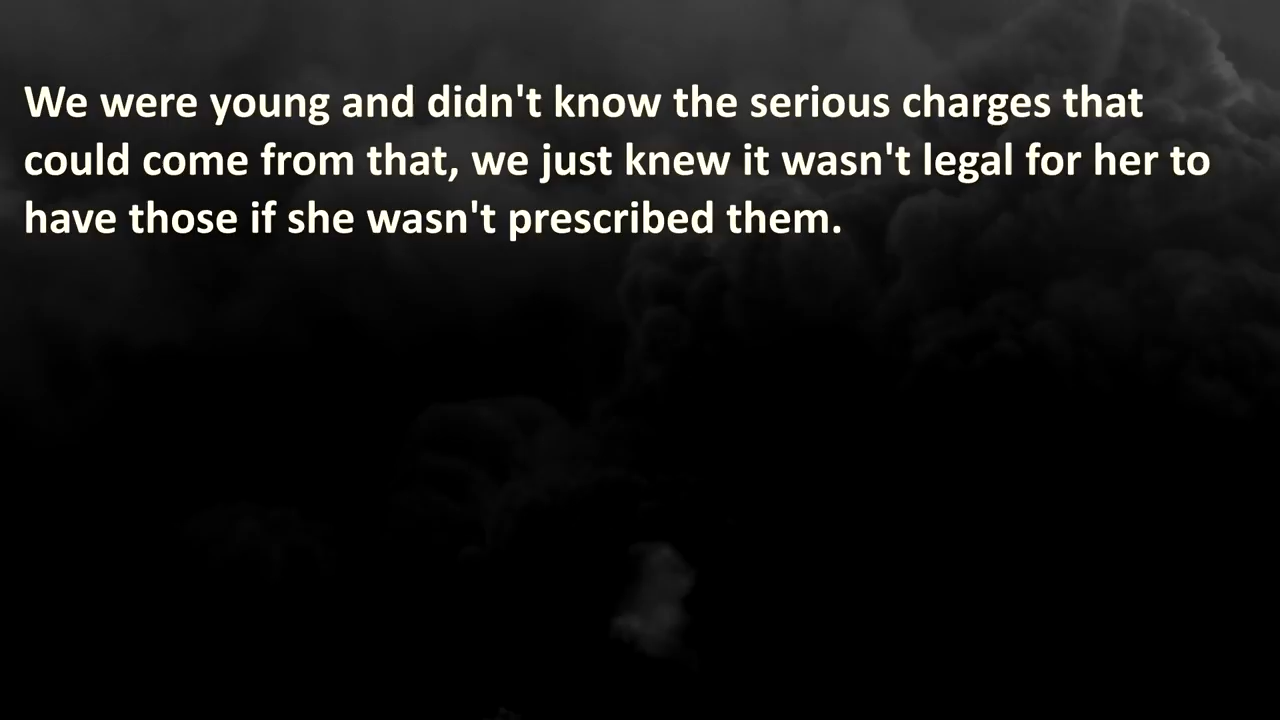 We were young and didn't know the serious charges that
could come from that, we just knew it wasn't legal for her to
have those if she wasn't prescribed them.